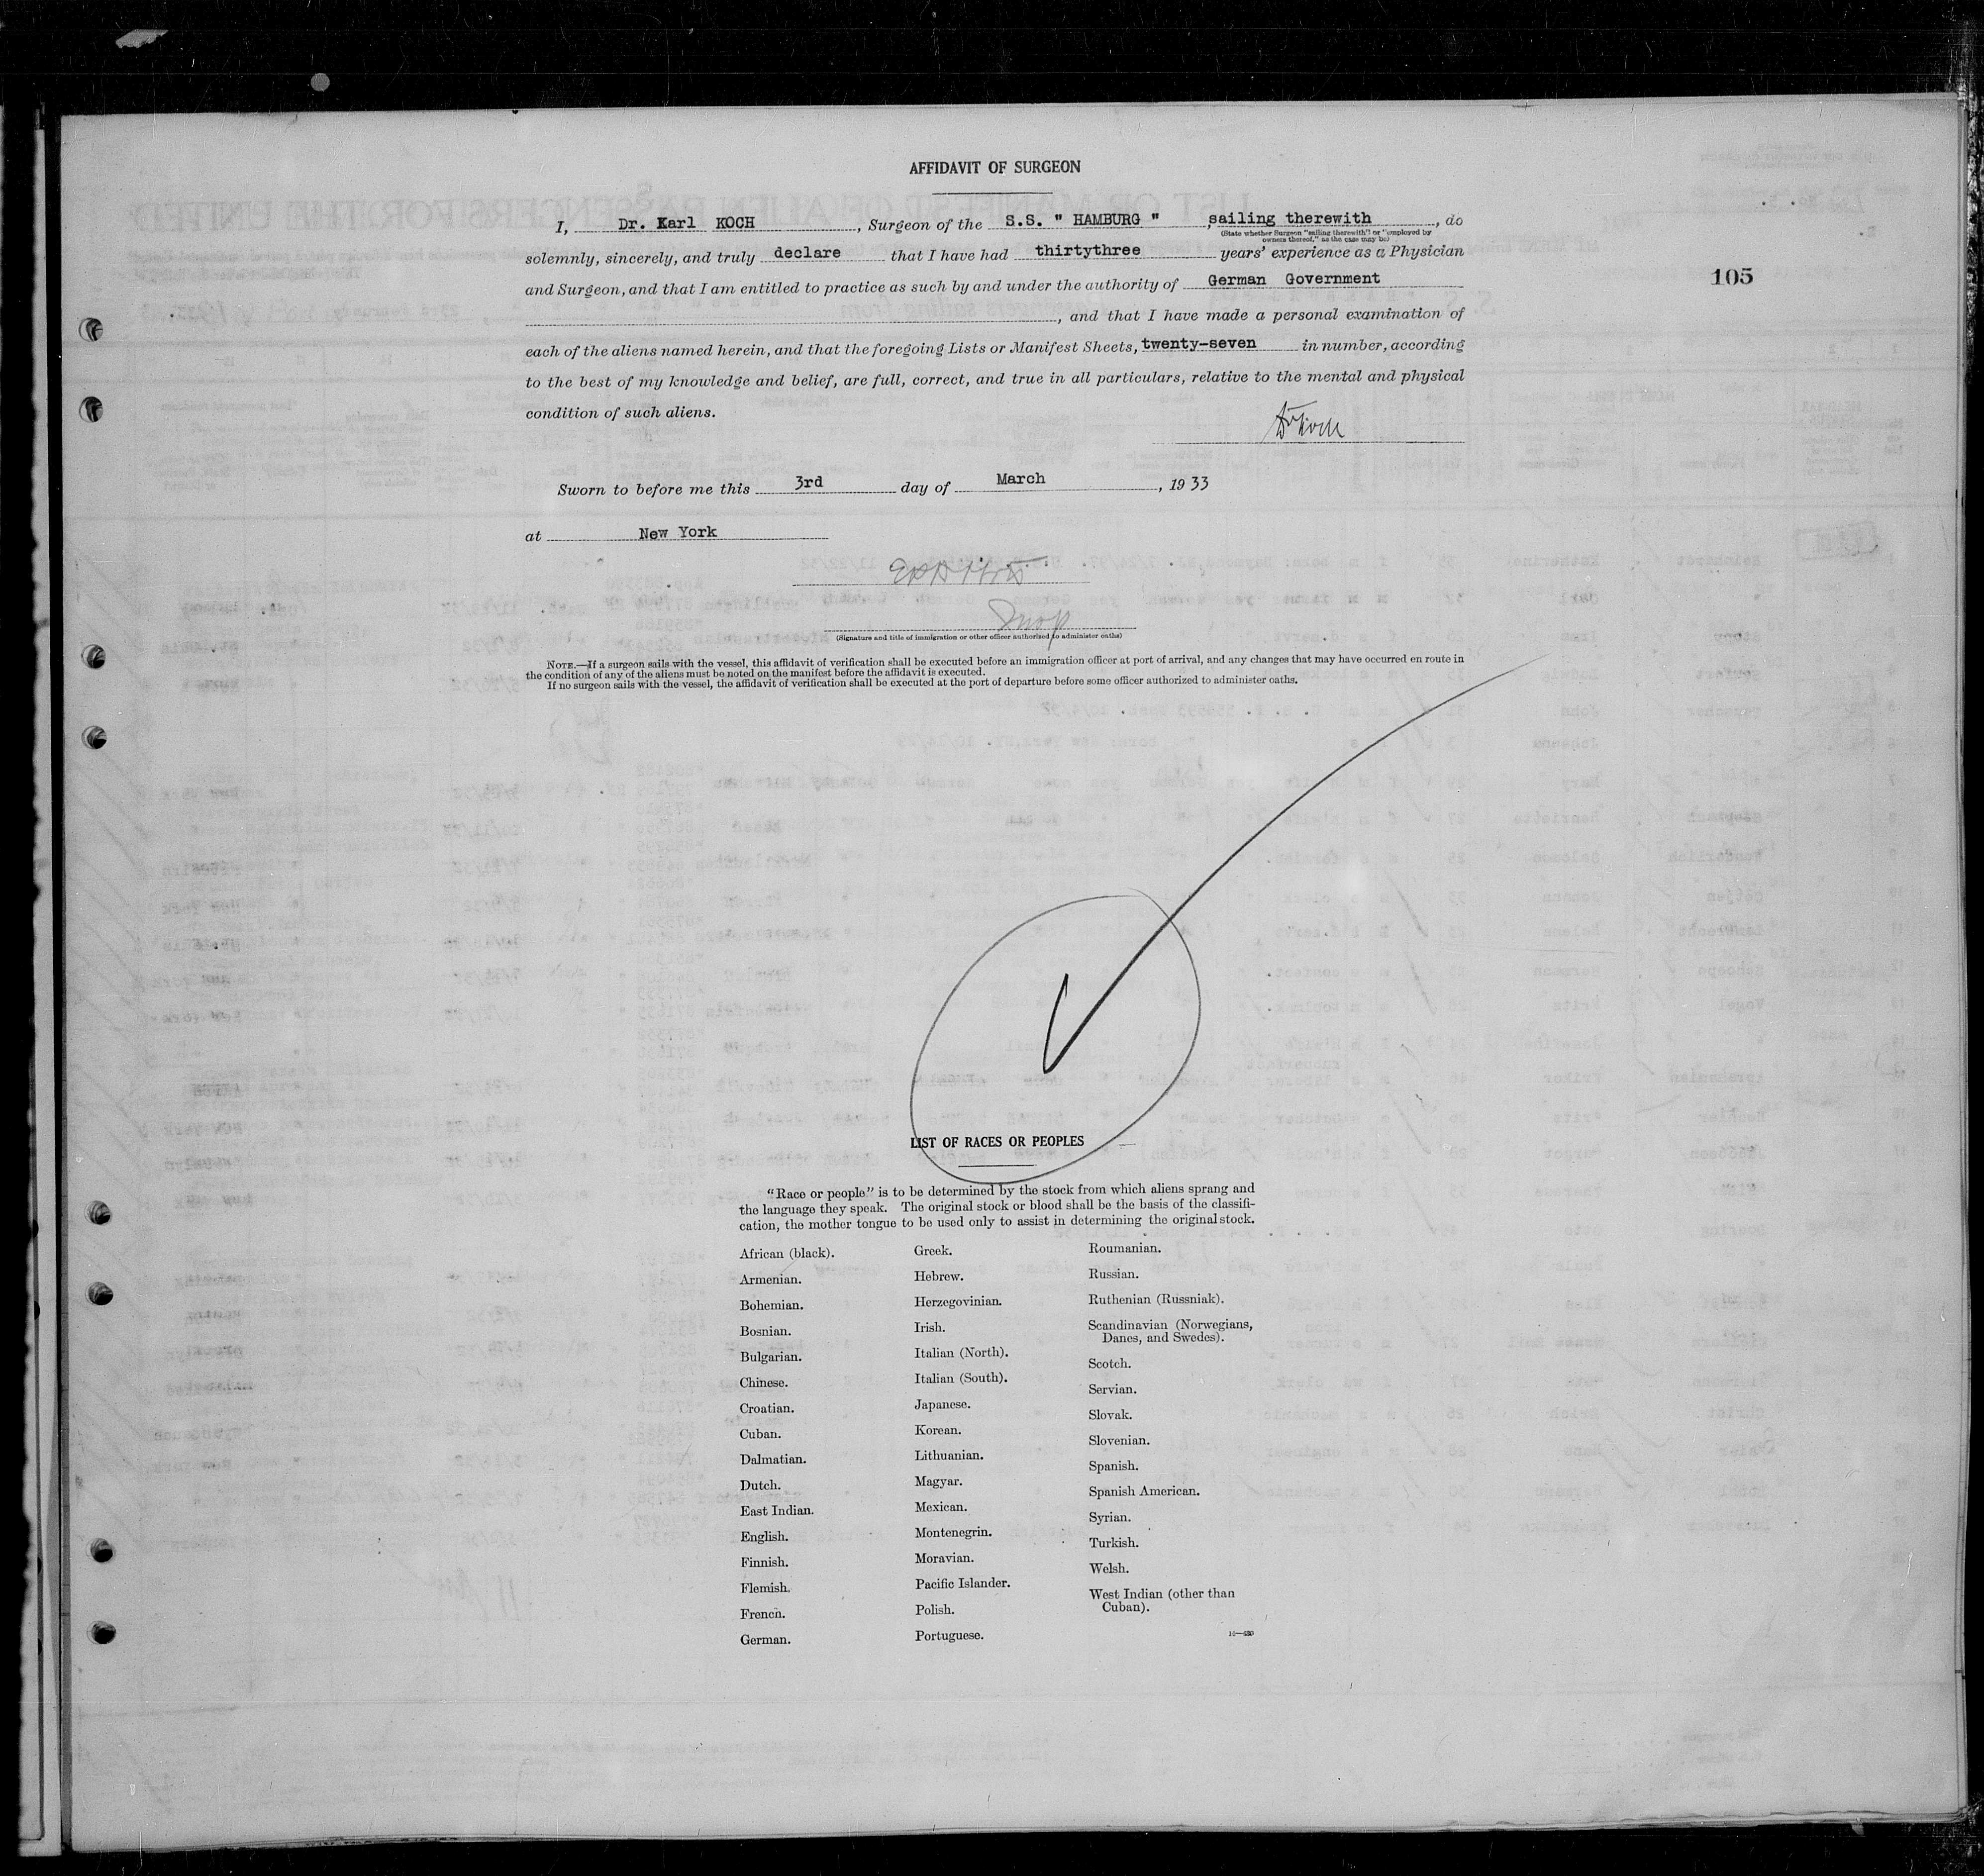 AFFIDAVIT OF SURGEON
I, Dr. Karl KOCH, Surgeon of the S.S. " HAMBURG ", sailing therewith, do
(State whether Surgeon "sailing therewith" or "employed by
owners thereof," as the case may be)
solemnly, sincerely, and truly declare that I have had thirtythree years' experience as a Physician
105
and Surgeon, and that I am entitled to practice as such by and under the authority of German Government
, and that I have made a personal examination of
each of the aliens named herein, and that the foregoing Lists or Manifest Sheets, twenty-seven in number, according
to the best of my knowledge and belief, are full, correct, and true in all particulars, relative to the mental and physical
condition of such aliens.
Dr Koch
Sworn to before me this 3rd day of March, 1933
at New York
(Signature and title of immigration or other officer authorized to administer oaths)
NOTE.—If a surgeon sails with the vessel, this affidavit of verification shall be executed before an immigration officer at port of arrival, and any changes that may have occurred en route in
the condition of any of the aliens must be noted on the manifest before the affidavit is executed.
If no surgeon sails with the vessel, the affidavit of verification shall be executed at the port of departure before some officer authorized to administer oaths.
LIST OF RACES OR PEOPLES
"Race or people" is to be determined by the stock from which aliens sprang and
the language they speak. The original stock or blood shall be the basis of the classifi-
cation, the mother tongue to be used only to assist in determining the original stock.
African (black).
Armenian.
Bohemian.
Bosnian.
Bulgarian.
Chinese.
Croatian.
Cuban.
Dalmatian.
Dutch.
East Indian.
English.
Finnish.
Flemish.
French.
German.
Greek.
Hebrew.
Herzegovinian.
Irish.
Italian (North).
Italian (South).
Japanese.
Korean.
Lithuanian.
Magyar.
Mexican.
Montenegrin.
Moravian.
Pacific Islander.
Polish.
Portuguese.
Roumanian.
Russian.
Ruthenian (Russniak).
Scandinavian (Norwegians,
Danes, and Swedes).
Scotch.
Servian.
Slovak.
Slovenian.
Spanish.
Spanish American.
Syrian.
Turkish.
Welsh.
West Indian (other than
Cuban).